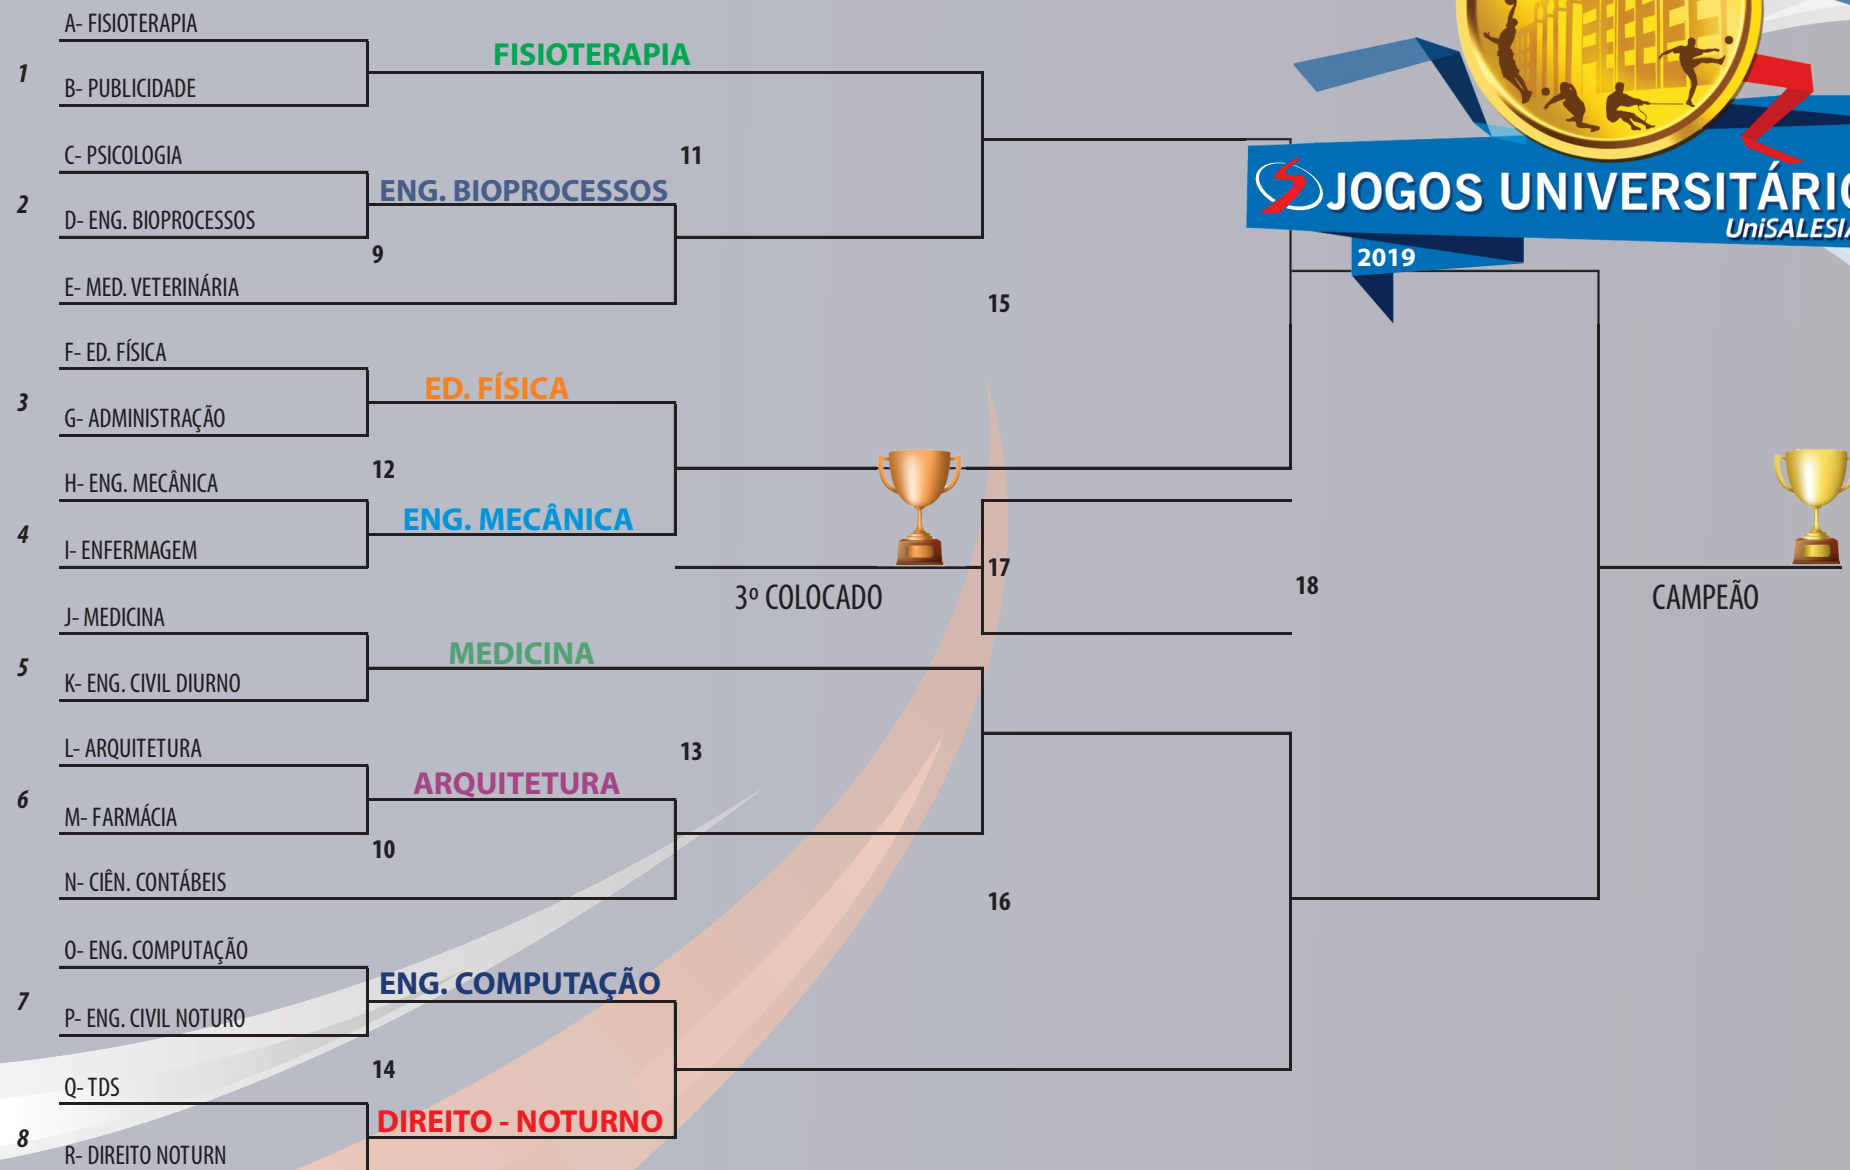 A- FISIOTERAPIA
FISIOTERAPIA
1
B- PUBLICIDADE
C- PSICOLOGIA
11
ENG. BIOPROCESSOS
2
D- ENG. BIOPROCESSOS
9
E- MED. VETERINÁRIA
JOGOS UNIVERSITÁRIO
UniSALESIA
2019
15
F- ED. FÍSICA
ED. FÍSICA
3
G- ADMINISTRAÇÃO
12
H- ENG. MECÂNICA
ENG. MECÂNICA
4
I- ENFERMAGEM
17
18
3º COLOCADO
CAMPEÃO
J- MEDICINA
MEDICINA
5
K- ENG. CIVIL DIURNO
L- ARQUITETURA
13
ARQUITETURA
6
M- FARMÁCIA
10
N- CIÊN. CONTÁBEIS
16
O- ENG. COMPUTAÇÃO
ENG. COMPUTAÇÃO
7
P- ENG. CIVIL NOTURO
14
Q- TDS
DIREITO - NOTURNO
8
R- DIREITO NOTURN